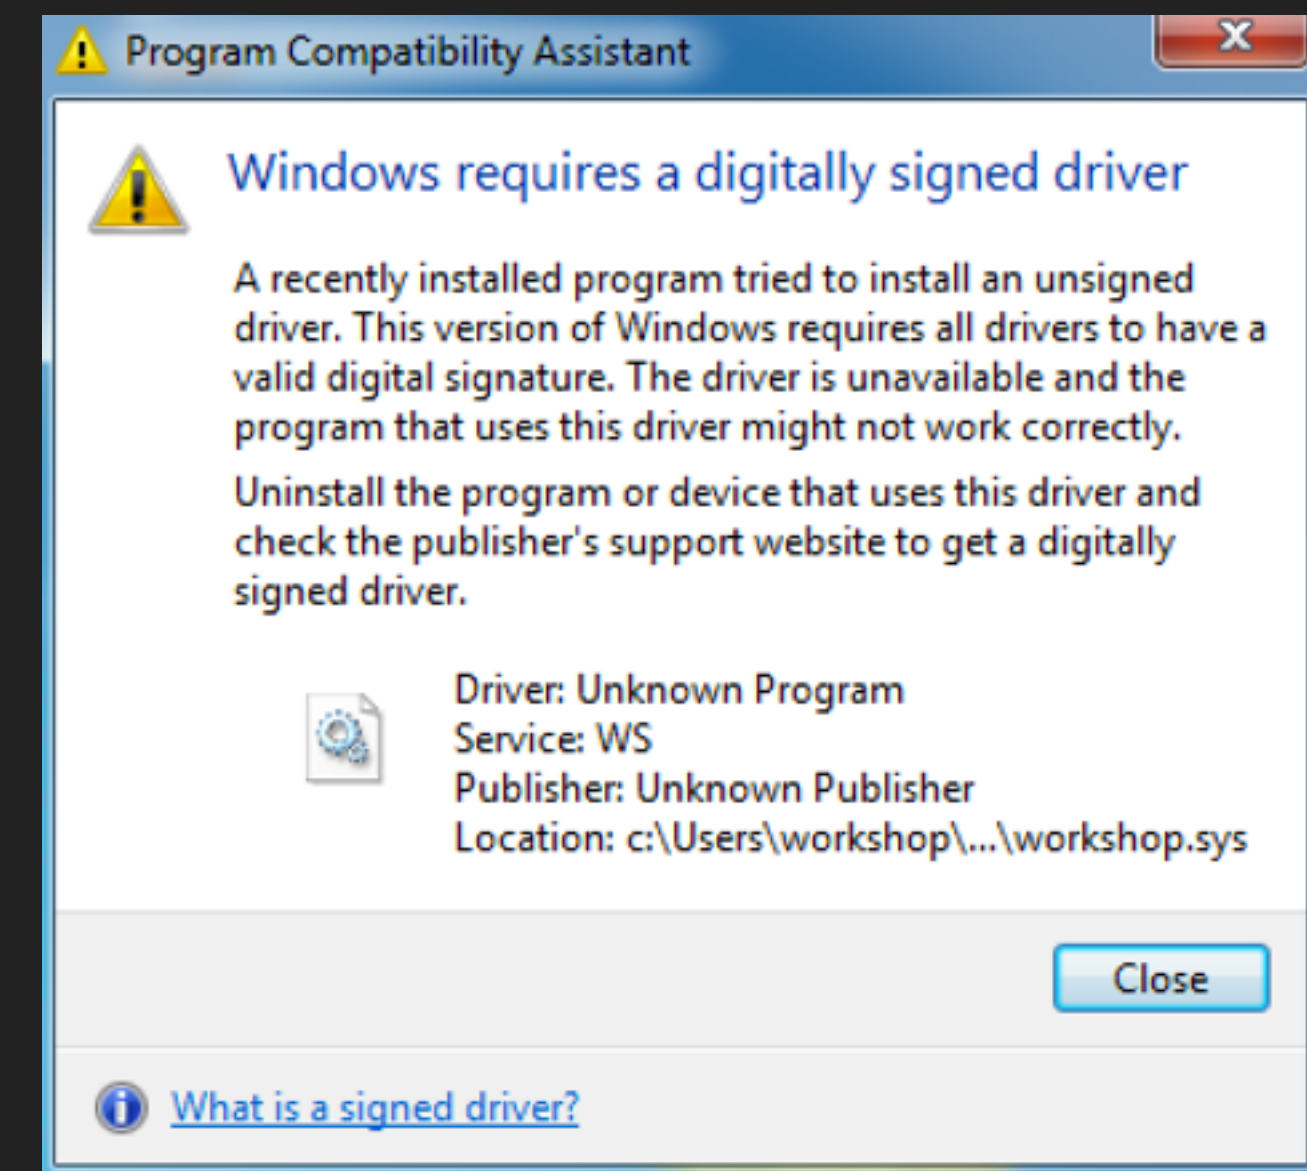 Program Compatibility Assistant
x
Windows requires a digitally signed driver
A recently installed program tried to install an unsigned
driver. This version of Windows requires all drivers to have a
valid digital signature. The driver is unavailable and the
program that uses this driver might not work correctly.
Uninstall the program or device that uses this driver and
check the publisher's support website to get a digitally
signed driver.
Driver: Unknown Program
Service: WS
Publisher: Unknown Publisher
Location: c:\Users\workshop\...\workshop.sys
Close
What is a signed driver?